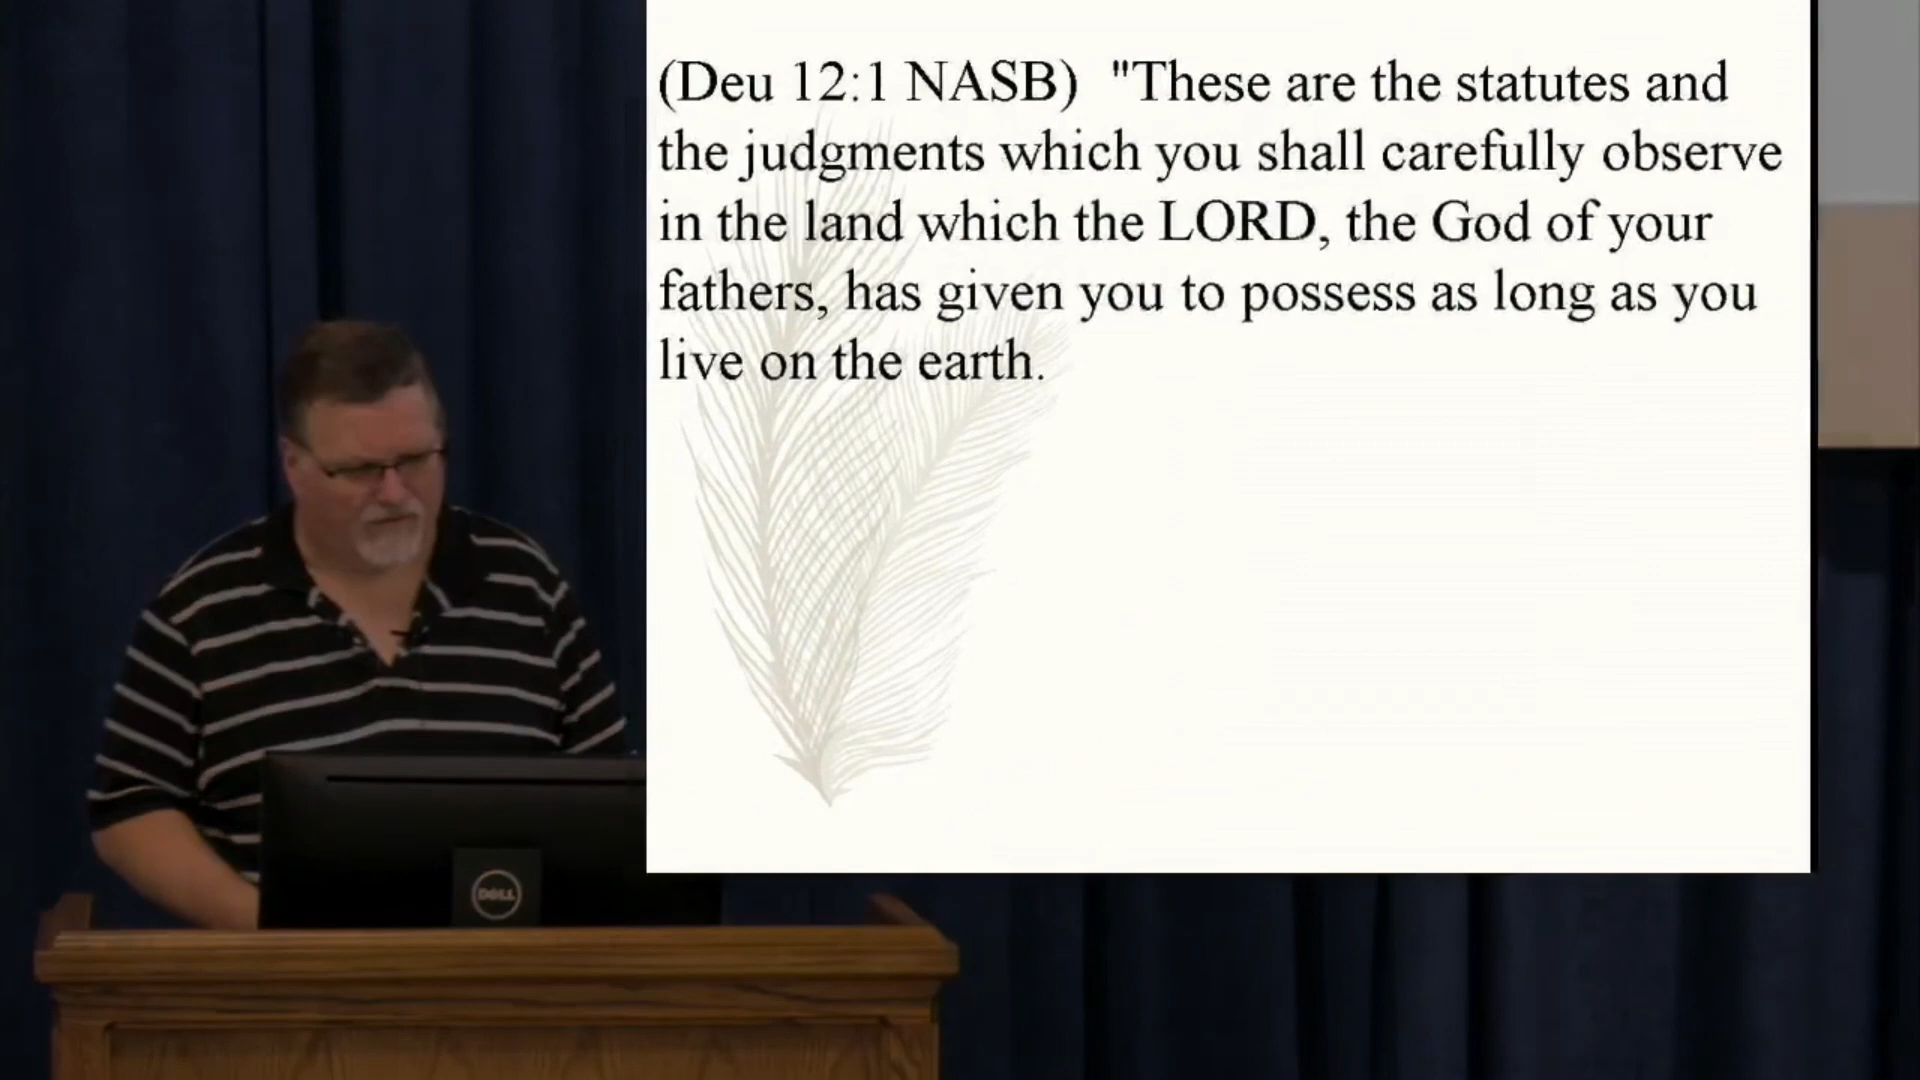 (Deu 12:1 NASB)  "These are the statutes and
the judgments which you shall carefully observe
in the land which the LORD, the God of your
fathers, has given you to possess as long as you
live on the earth.
DELL